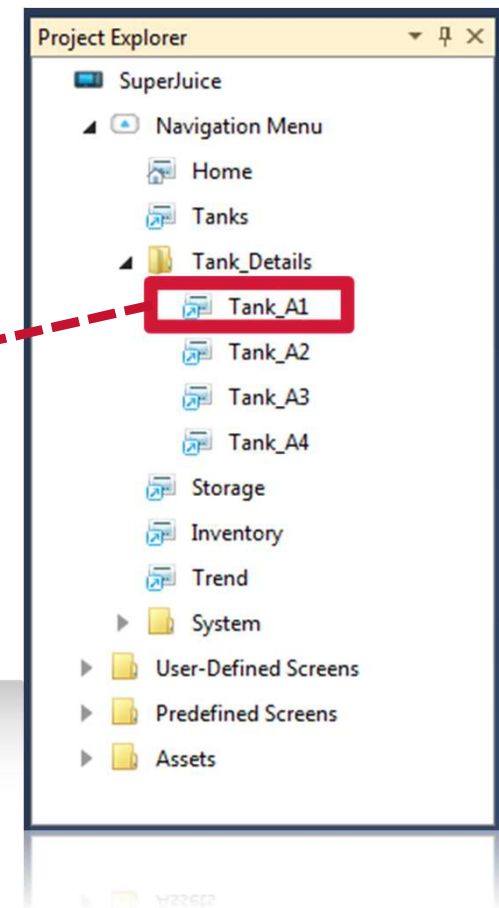 Project Explorer
SuperJuice
Navigation Menu
Home
Tanks
Tank_Details
Tank_A1
Tank_A2
Tank_A3
Tank_A4
Storage
Inventory
Trend
System
User-Defined Screens
Predefined Screens
Assets